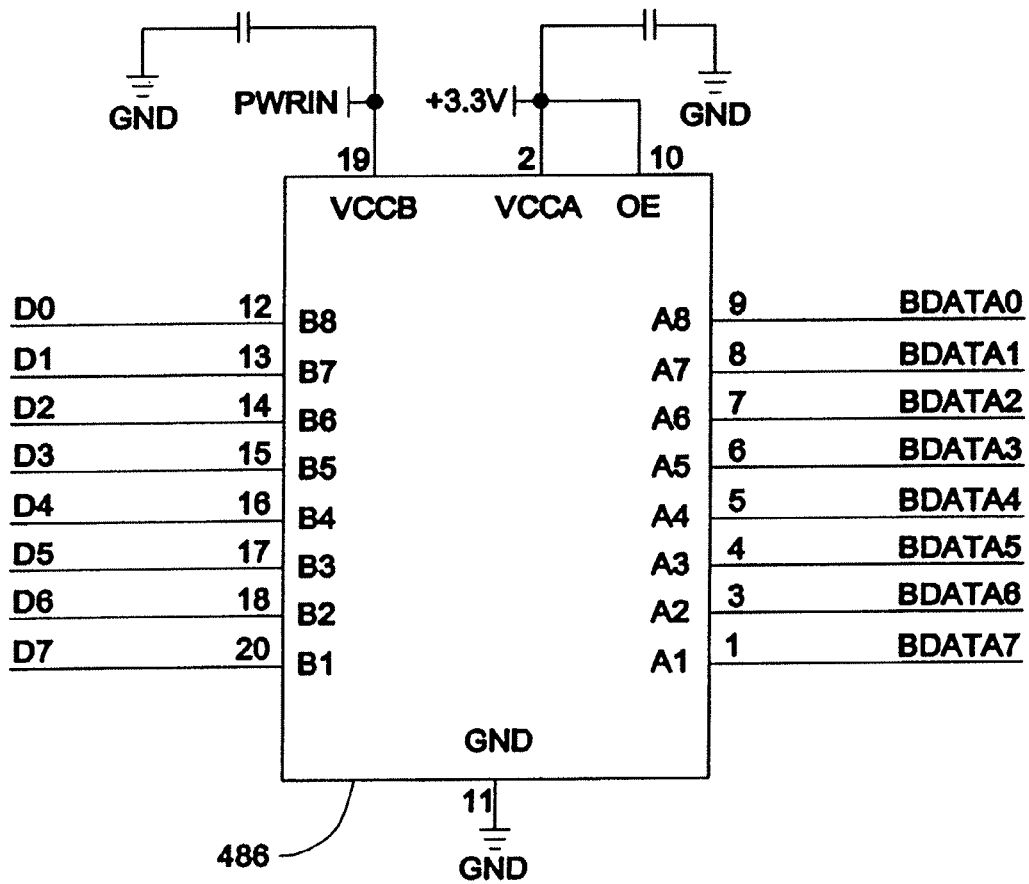 GND
PWRIN
+3.3V
GND
19
2
10
VCCB
VCCA
OE
D0 12 B8 A8 9 BDATA0
D1 13 B7 A7 8 BDATA1
D2 14 B6 A6 7 BDATA2
D3 15 B5 A5 6 BDATA3
D4 16 B4 A4 5 BDATA4
D5 17 B3 A3 4 BDATA5
D6 18 B2 A2 3 BDATA6
D7 20 B1 A1 1 BDATA7
GND
11
486
GND